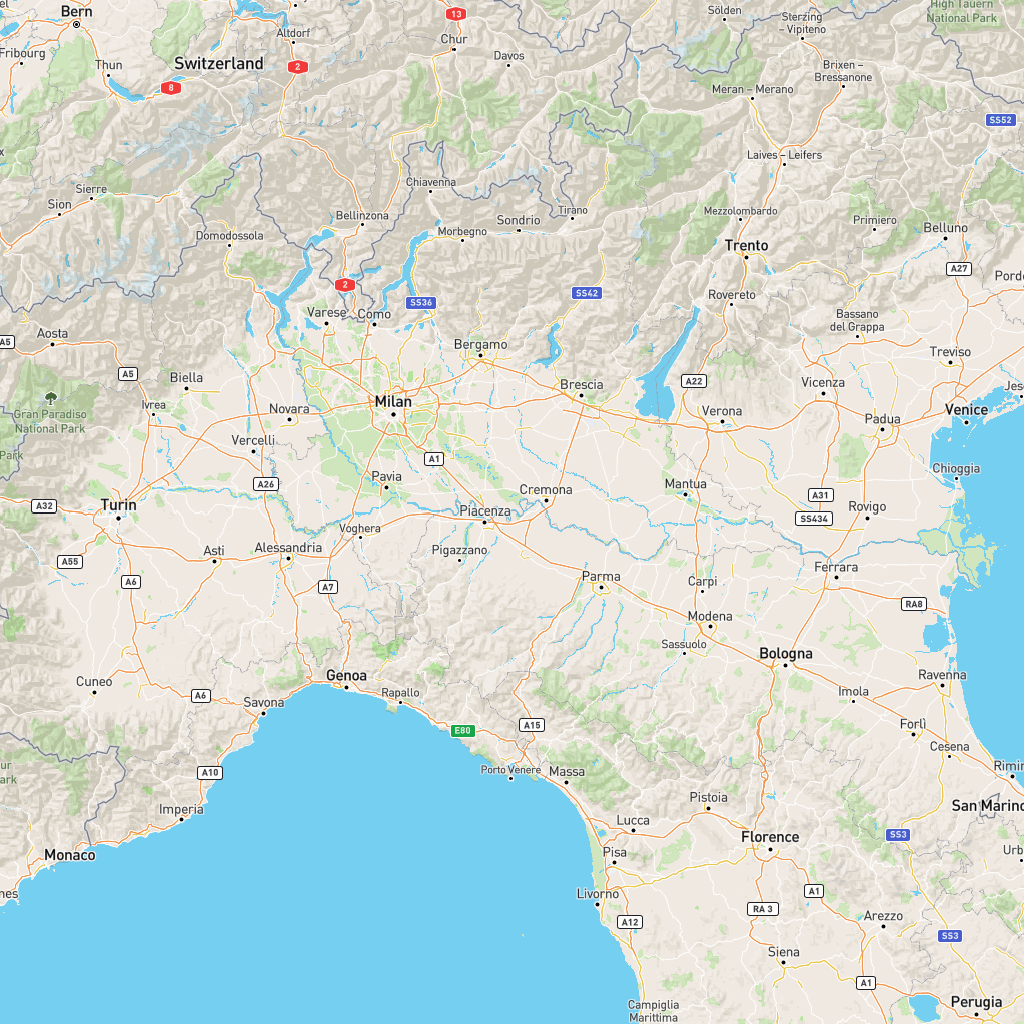 Bern
13
Sölden
Sterzing
- Vipiteno
High Tauern
National Park
Altdorf
Chur
Fribourg
Thun
Switzerland
2
Davos
Brixen –
Bressanone
8
Meran – Merano
SS52
Laives – Leifers
Chiavenna
Sierre
Sion
Bellinzona
Sondrio
Tirano
Mezzolombardo
Primiero
Morbegno
Domodossola
Trento
Belluno
A27
2
SS36
SS42
Rovereto
Varese
Como
Bassano
del Grappa
Aosta
A5
Bergamo
Treviso
A5
Biella
Brescia
A22
Vicenza
Gran Paradiso
National Park
Ivrea
Novara
Milan
Verona
Padua
Venice
Vercelli
Park
A1
Chioggia
A26
Pavia
Mantua
A31
A32
Turin
Cremona
Piacenza
SS434
Rovigo
Voghera
Asti
Alessandria
Pigazzano
A55
A6
A7
Parma
Carpi
Ferrara
RA8
Modena
Sassuolo
Bologna
Cuneo
A6
Genoa
Rapallo
Imola
Ravenna
Savona
E80
A15
Forlì
Cesena
A10
Porto Venere
Massa
Imperia
Pistoia
San Marino
Lucca
Florence
SS3
Monaco
Pisa
Livorno
A12
RA 3
A1
Arezzo
Siena
SS3
A1
Campiglia
Marittima
Perugia